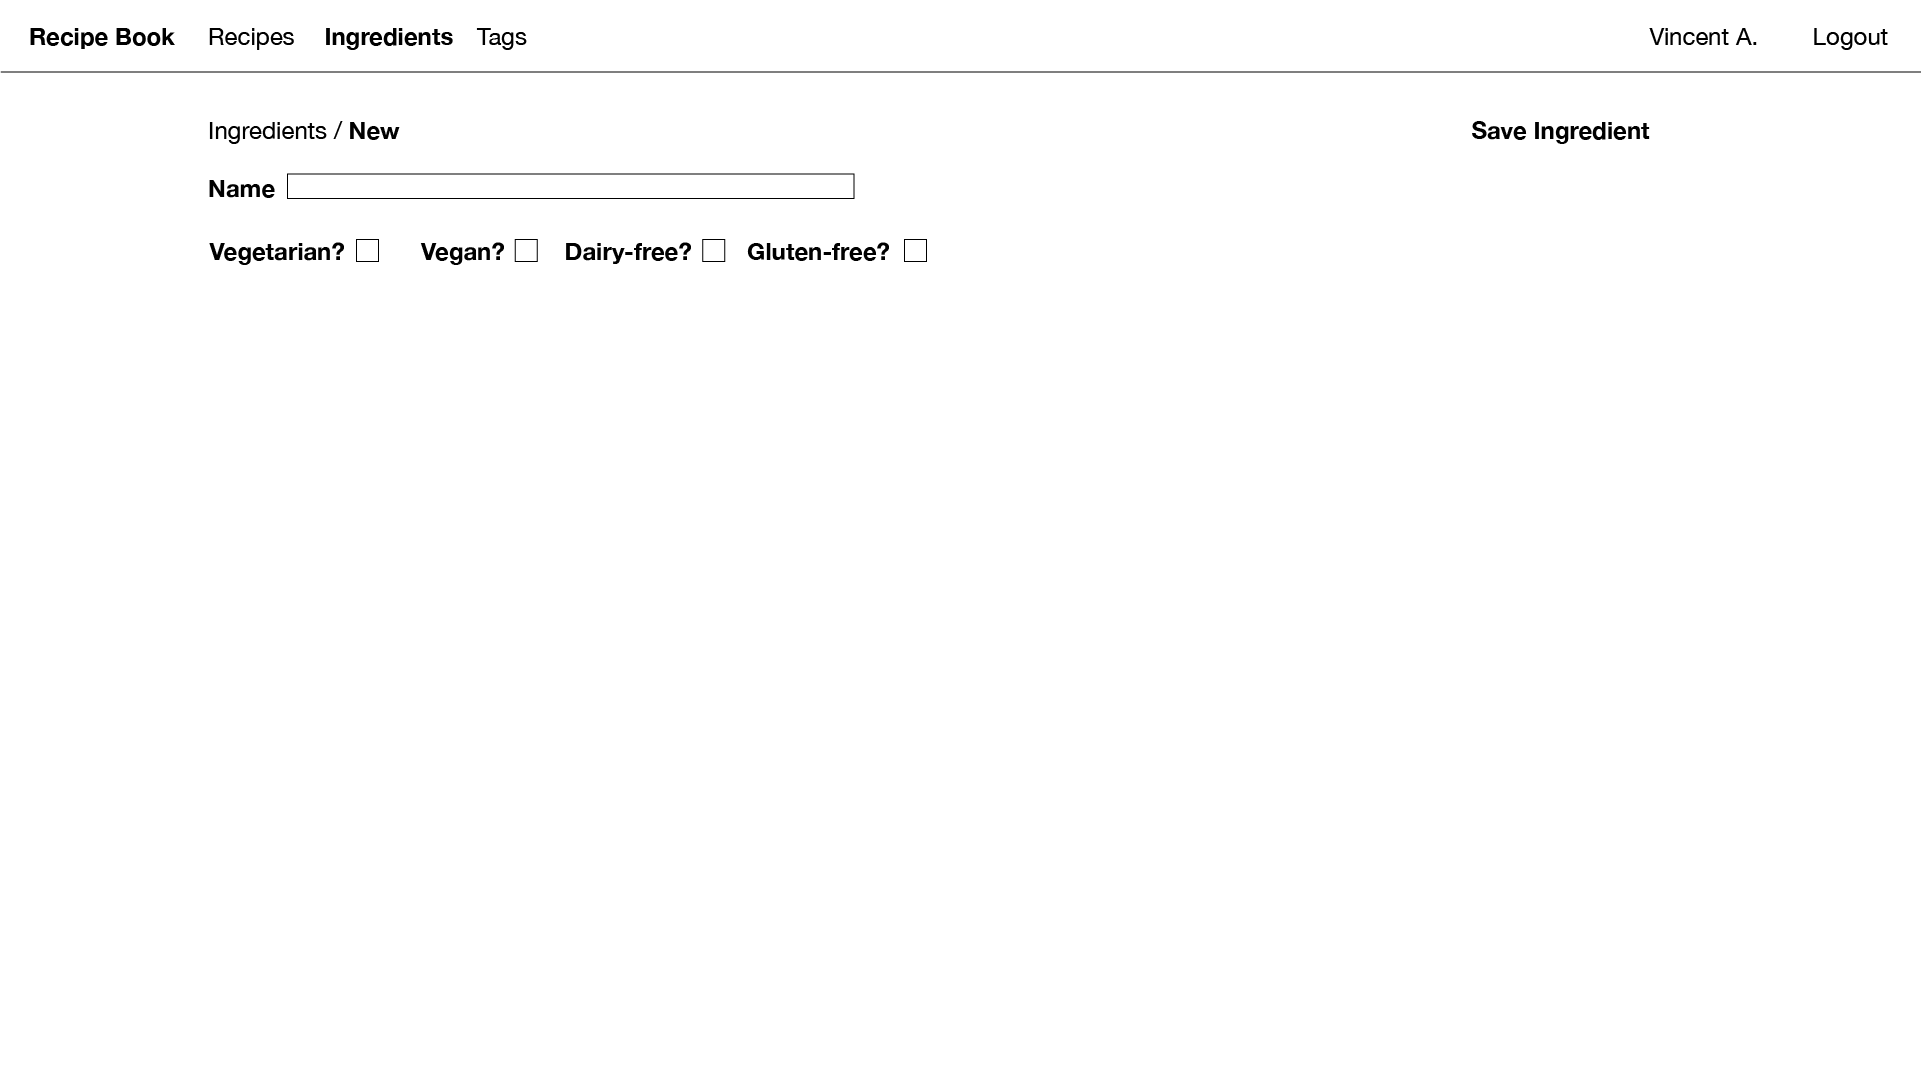 Recipe Book Recipes Ingredients Tags Vincent A. Logout
Ingredients / New Save Ingredient
Name
Vegetarian? Vegan? Dairy-free? Gluten-free?